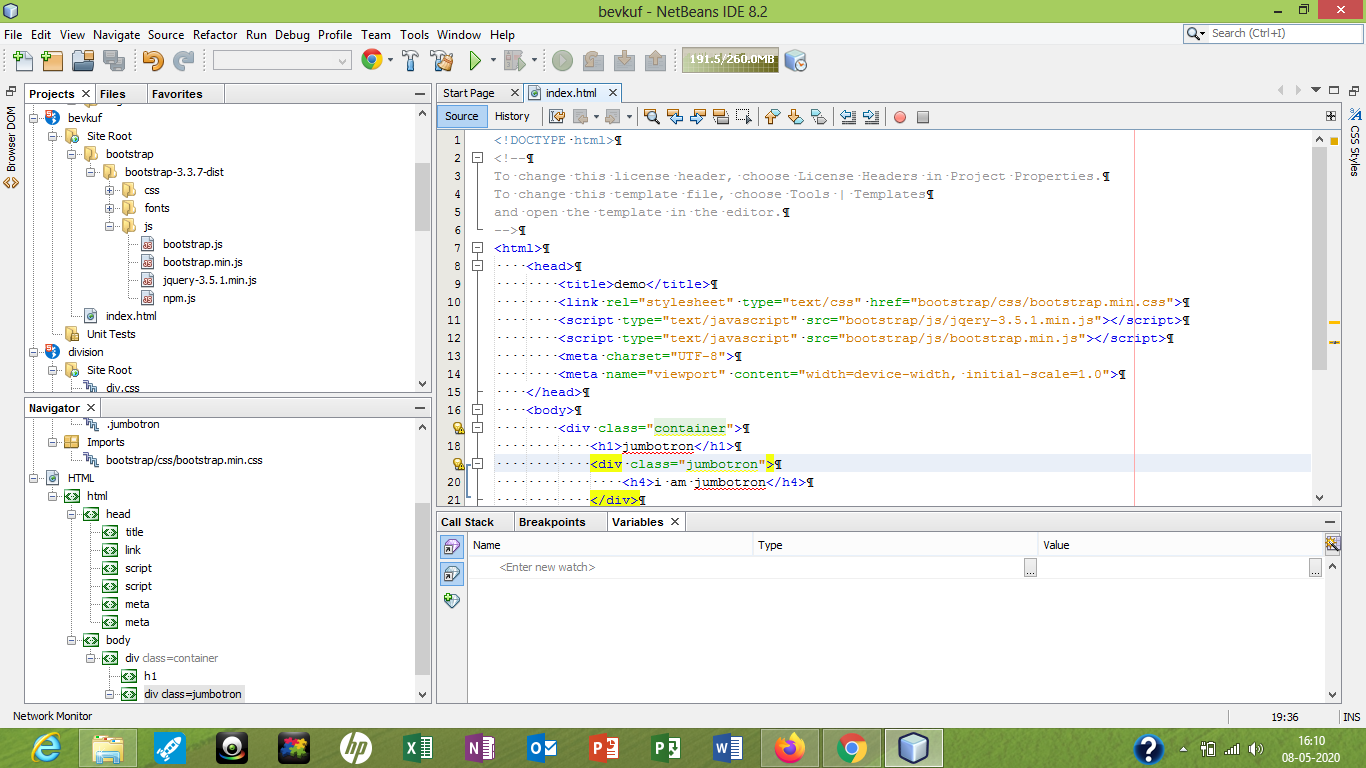 bevkuf - NetBeans IDE 8.2
File Edit View Navigate Source Refactor Run Debug Profile Team Tools Window Help
Search (Ctrl+I)
191.5/260.0MB
Projects Files Favorites
Browser DOM
bevkuf
Site Root
bootstrap
bootstrap-3.3.7-dist
css
fonts
js
bootstrap.js
bootstrap.min.js
jquery-3.5.1.min.js
npm.js
index.html
Unit Tests
division
Site Root
div.css
Navigator
.jumbotron
Imports
bootstrap/css/bootstrap.min.css
HTML
html
head
title
link
script
script
meta
meta
body
div class=container
h1
div class=jumbotron
Start Page index.html
Source History
CSS Styles
1 <!DOCTYPE·html>¶
2 <!--¶
3 To·change·this·license·header,·choose·License·Headers·in·Project·Properties.¶
4 To·change·this·template·file,·choose·Tools·|·Templates¶
5 and·open·the·template·in·the·editor.¶
6 -->¶
7 <html>¶
8 ····<head>¶
9 ········<title>demo</title>¶
10 ········<link·rel="stylesheet"·type="text/css"·href="bootstrap/css/bootstrap.min.css">¶
11 ········<script·type="text/javascript"·src="bootstrap/js/jqery-3.5.1.min.js"></script>¶
12 ········<script·type="text/javascript"·src="bootstrap/js/bootstrap.min.js"></script>¶
13 ········<meta·charset="UTF-8">¶
14 ········<meta·name="viewport"·content="width=device-width,·initial-scale=1.0">¶
15 ····</head>¶
16 ····<body>¶
········<div·class="container">¶
18 ············<h1>jumbotron</h1>¶
············<div·class="jumbotron">¶
20 ················<h4>i·am·jumbotron</h4>¶
21 ············</div>¶
Call Stack Breakpoints Variables
Name Type Value
<Enter new watch> ... ...
Network Monitor
19:36 INS
16:10
08-05-2020